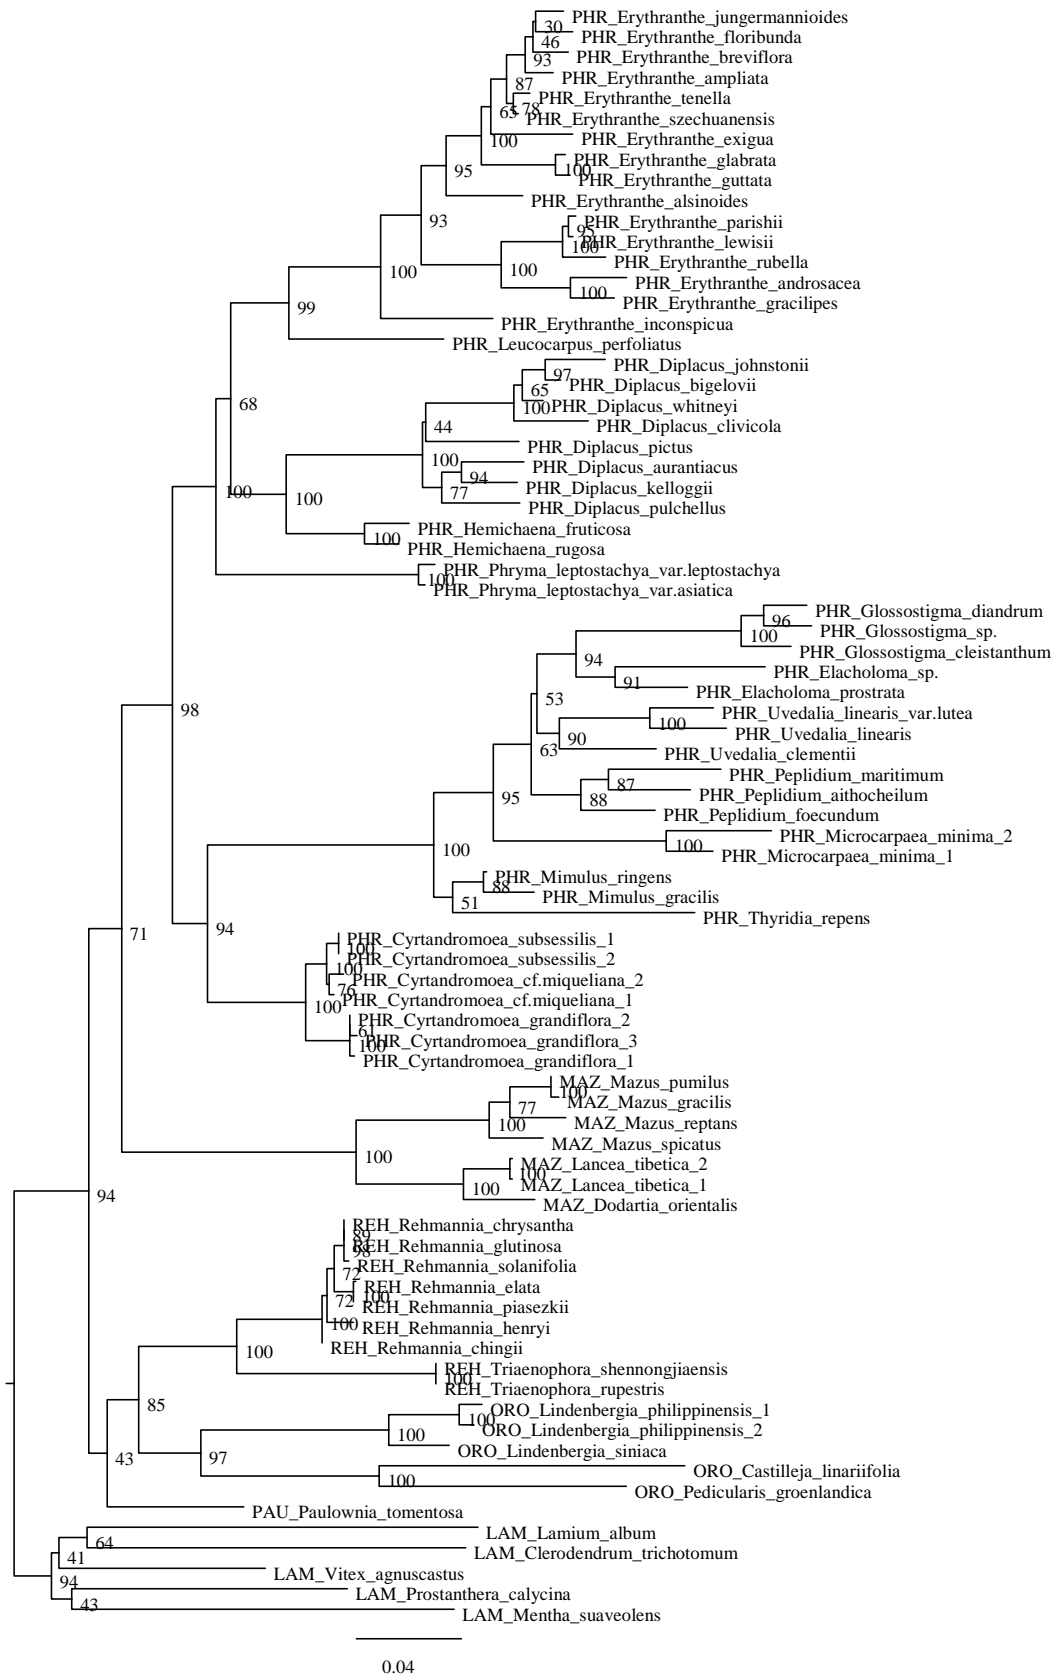 PHR_Erythranthe_jungermannioides
30
PHR_Erythranthe_floribunda
46
PHR_Erythranthe_breviflora
93
PHR_Erythranthe_ampliata
87
PHR_Erythranthe_tenella
65 78
PHR_Erythranthe_szechuanensis
100
PHR_Erythranthe_exigua
PHR_Erythranthe_glabrata
100
PHR_Erythranthe_guttata
95
PHR_Erythranthe_alsinoides
93
PHR_Erythranthe_parishii
95
PHR_Erythranthe_lewisii
100
PHR_Erythranthe_rubella
100
100
PHR_Erythranthe_androsacea
100
PHR_Erythranthe_gracilipes
99
PHR_Erythranthe_inconspicua
PHR_Leucocarpus_perfoliatus
PHR_Diplacus_johnstonii
97
PHR_Diplacus_bigelovii
65
PHR_Diplacus_whitneyi
100
68
PHR_Diplacus_clivicola
44
PHR_Diplacus_pictus
100
PHR_Diplacus_aurantiacus
94
PHR_Diplacus_kelloggii
77
100
100
PHR_Diplacus_pulchellus
PHR_Hemichaena_fruticosa
100
PHR_Hemichaena_rugosa
PHR_Phryma_leptostachya_var.leptostachya
100
PHR_Phryma_leptostachya_var.asiatica
PHR_Glossostigma_diandrum
96
PHR_Glossostigma_sp.
100
PHR_Glossostigma_cleistanthum
94
PHR_Elacholoma_sp.
91
PHR_Elacholoma_prostrata
53
98
PHR_Uvedalia_linearis_var.lutea
100
PHR_Uvedalia_linearis
63 90
PHR_Uvedalia_clementii
PHR_Peplidium_maritimum
87
PHR_Peplidium_aithocheilum
95
88
PHR_Peplidium_foecundum
PHR_Microcarpaea_minima_2
100
100
PHR_Microcarpaea_minima_1
PHR_Mimulus_ringens
88
PHR_Mimulus_gracilis
51
PHR_Thyridia_repens
94
71
PHR_Cyrtandromoea_subsessilis_1
100
PHR_Cyrtandromoea_subsessilis_2
100
PHR_Cyrtandromoea_cf.miqueliana_2
76
PHR_Cyrtandromoea_cf.miqueliana_1
100
PHR_Cyrtandromoea_grandiflora_2
61
PHR_Cyrtandromoea_grandiflora_3
100
PHR_Cyrtandromoea_grandiflora_1
MAZ_Mazus_pumilus
100
MAZ_Mazus_gracilis
77
MAZ_Mazus_reptans
100
MAZ_Mazus_spicatus
100
MAZ_Lancea_tibetica_2
100
MAZ_Lancea_tibetica_1
100
94
MAZ_Dodartia_orientalis
REH_Rehmannia_chrysantha
89
REH_Rehmannia_glutinosa
98
REH_Rehmannia_solanifolia
72
REH_Rehmannia_elata
100
72
REH_Rehmannia_piasezkii
100
REH_Rehmannia_henryi
REH_Rehmannia_chingii
100
REH_Triaenophora_shennongjiaensis
100
REH_Triaenophora_rupestris
85
ORO_Lindenbergia_philippinensis_1
100
ORO_Lindenbergia_philippinensis_2
100
ORO_Lindenbergia_siniaca
43
97
ORO_Castilleja_linariifolia
100
ORO_Pedicularis_groenlandica
PAU_Paulownia_tomentosa
LAM_Lamium_album
64
LAM_Clerodendrum_trichotomum
41
LAM_Vitex_agnuscastus
94
LAM_Prostanthera_calycina
43
LAM_Mentha_suaveolens
0.04